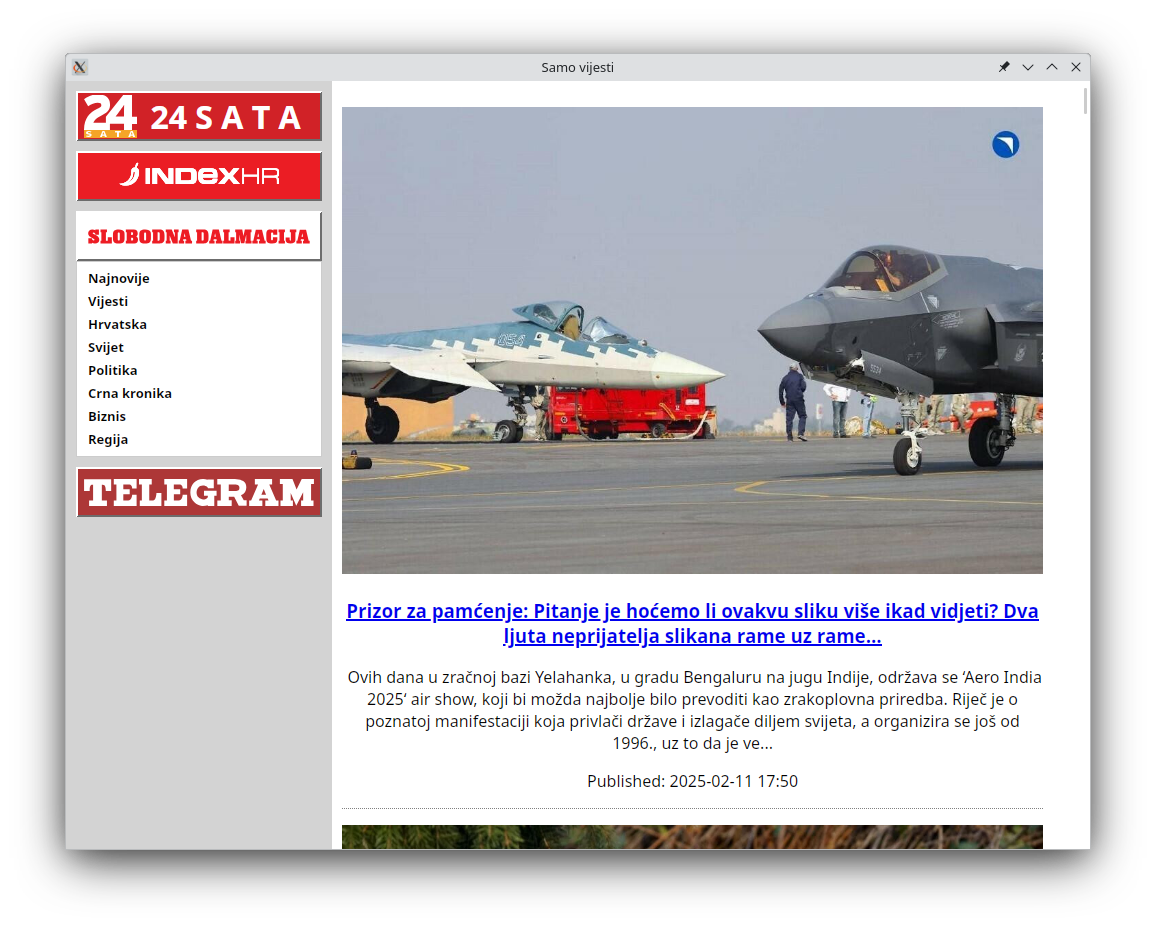 Samo vijesti
24 SATA 24 S A T A
INDEXHR
SLOBODNA DALMACIJA
Najnovije
Vijesti
Hrvatska
Svijet
Politika
Crna kronika
Biznis
Regija
TELEGRAM
054
Prizor za pamćenje: Pitanje je hoćemo li ovakvu sliku više ikad vidjeti? Dva
ljuta neprijatelja slikana rame uz rame...
Ovih dana u zračnoj bazi Yelahanka, u gradu Bengaluru na jugu Indije, održava se ‘Aero India
2025‘ air show, koji bi možda najbolje bilo prevoditi kao zrakoplovna priredba. Riječ je o
poznatoj manifestaciji koja privlači države i izlagače diljem svijeta, a organizira se još od
1996., uz to da je ve...
Published: 2025-02-11 17:50